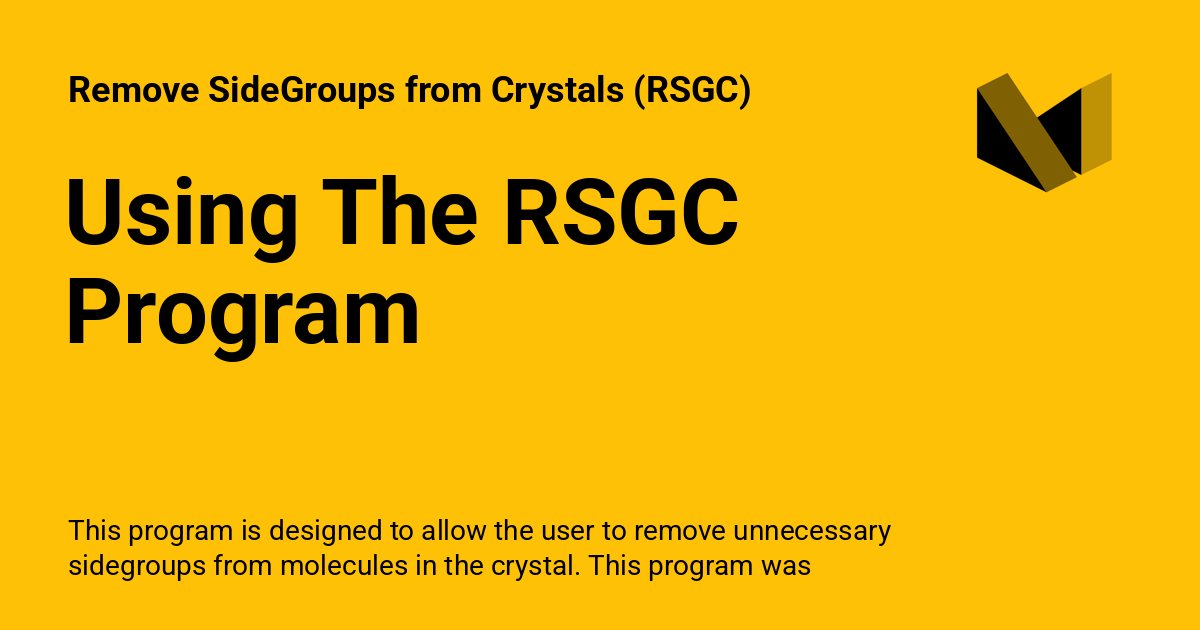 Remove SideGroups from Crystals (RSGC)
Using The RSGC
Program
This program is designed to allow the user to remove unnecessary
sidegroups from molecules in the crystal. This program was